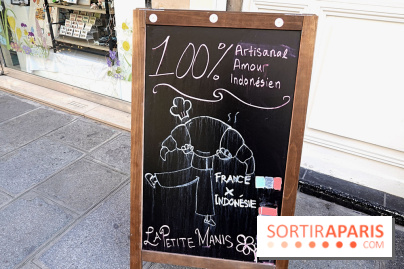 100%
Artisanal
Amour
Indonésien
FRANCE
X
INDONÉSIE
LA PETITE MANIS
SORTIRAPARIS
.COM